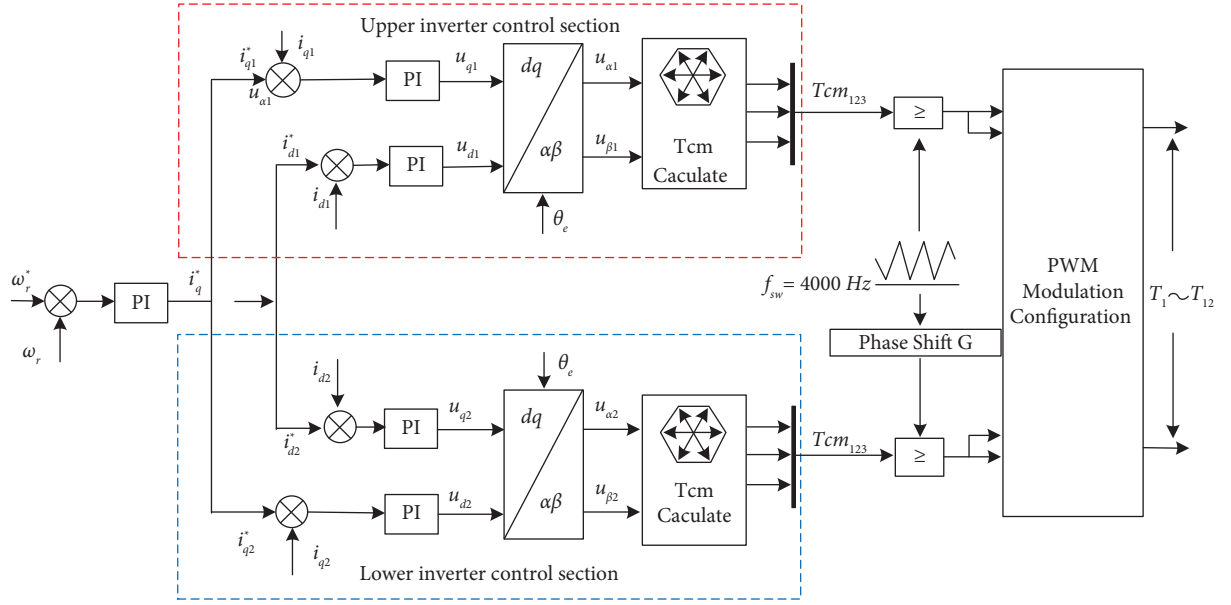 Upper inverter control section
i*q1
iq1
uα1
PI
uq1
dq
αβ
uα1
uβ1
Tcm
Caculate
Tcm123
≥
i*d1
id1
PI
ud1
θe
ω*r
ωr
PI
i*q
fsw = 4000 Hz
Phase Shift G
PWM
Modulation
Configuration
T1~T12
id2
i*d2
PI
uq2
θe
dq
αβ
uα2
uβ2
Tcm
Caculate
Tcm123
≥
i*q2
iq2
PI
ud2
Lower inverter control section